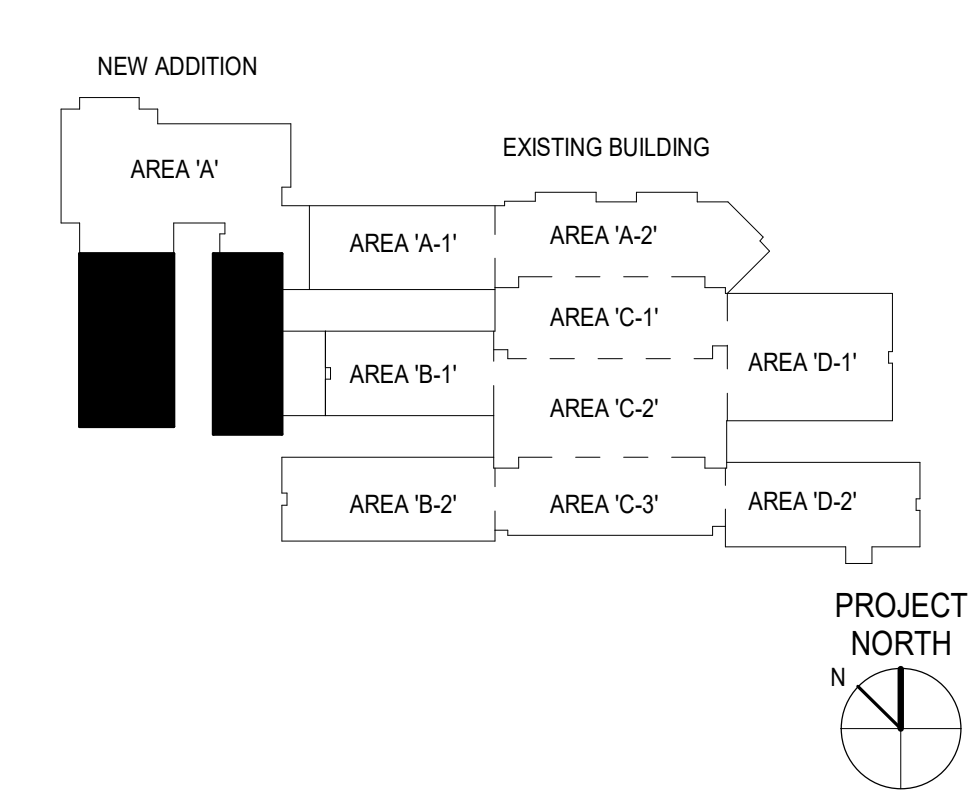 NEW ADDITION
EXISTING BUILDING
AREA 'A'
AREA 'A-1'
AREA 'A-2'
AREA 'C-1'
AREA 'B-1'
AREA 'D-1'
AREA 'C-2'
AREA 'B-2'
AREA 'C-3'
AREA 'D-2'
PROJECT
NORTH
N